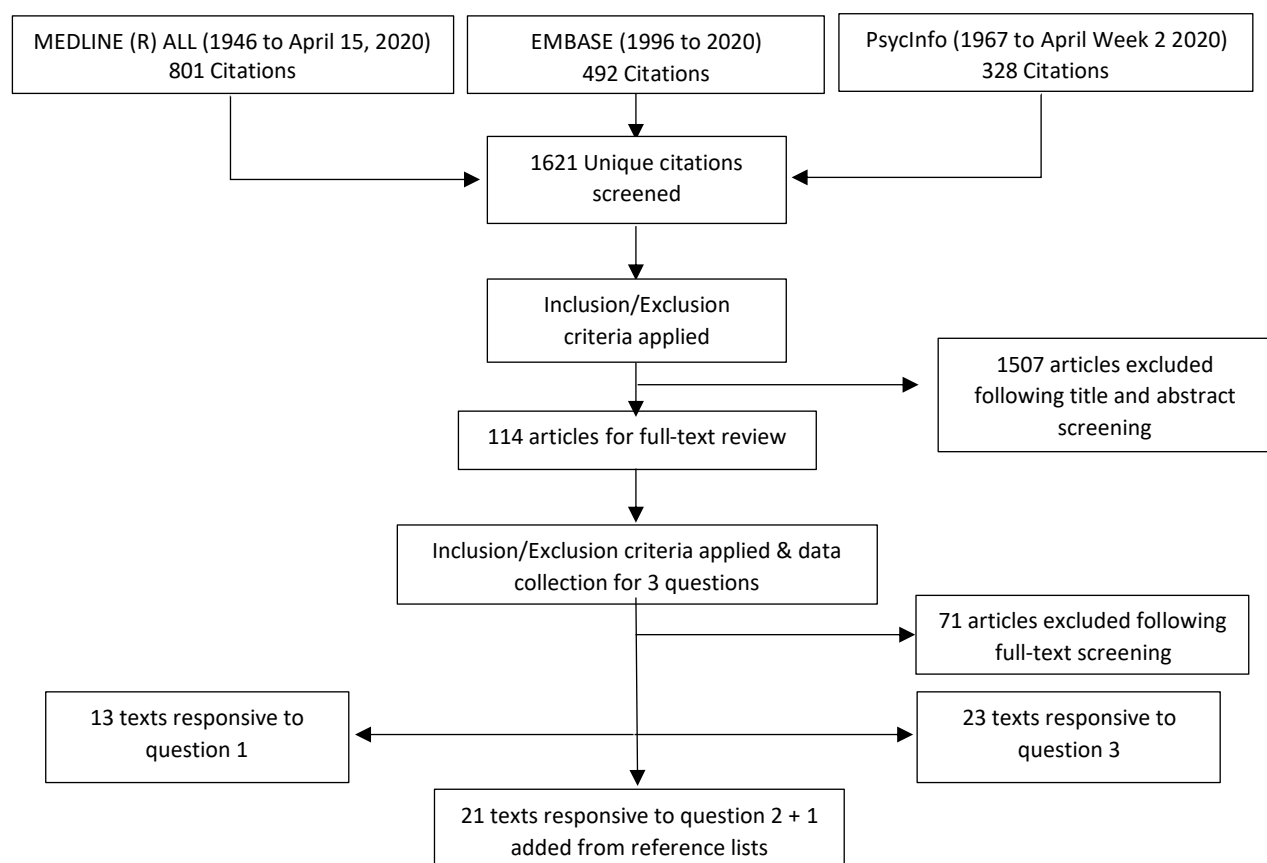 MEDLINE (R) ALL (1946 to April 15, 2020)
801 Citations
EMBASE (1996 to 2020)
492 Citations
PsycInfo (1967 to April Week 2 2020)
328 Citations
1621 Unique citations
screened
Inclusion/Exclusion
criteria applied
1507 articles excluded
following title and abstract
screening
114 articles for full-text review
Inclusion/Exclusion criteria applied & data
collection for 3 questions
71 articles excluded following
full-text screening
13 texts responsive to
question 1
23 texts responsive to
question 3
21 texts responsive to question 2 + 1
added from reference lists